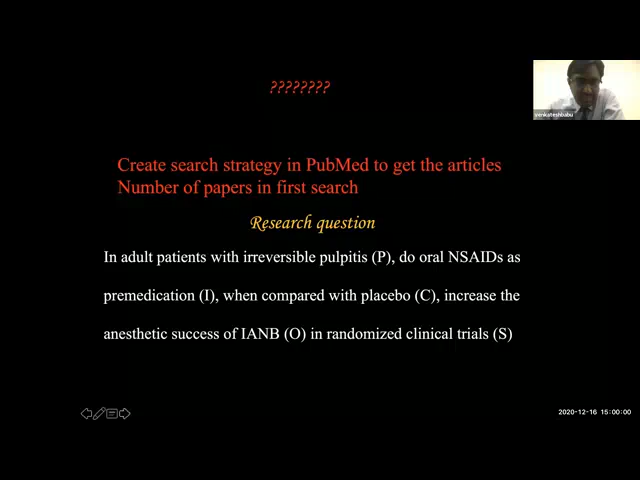 ????????
venkateshbabu
Create search strategy in PubMed to get the articles
Number of papers in first search
Research question
In adult patients with irreversible pulpitis (P), do oral NSAIDs as
premedication (I), when compared with placebo (C), increase the
anesthetic success of IANB (O) in randomized clinical trials (S)
2020-12-16 15:00:00